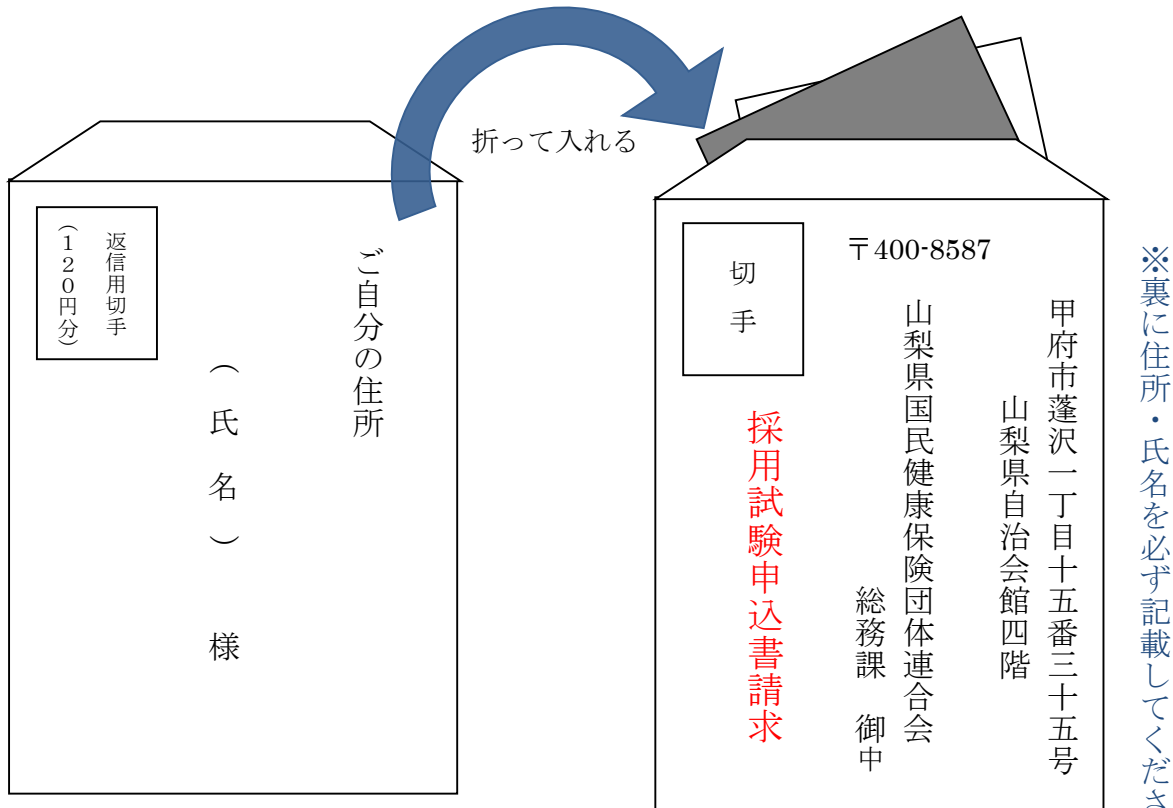 折って入れる
ご自分の住所
（氏名）　様
返信用切手
（１２０円分）
〒400-8587
甲府市蓬沢一丁目十五番三十五号
山梨県自治会館四階
山梨県国民健康保険団体連合会
総務課　御中
切手
採用試験申込書請求
※裏に住所・氏名を必ず記載してくださ